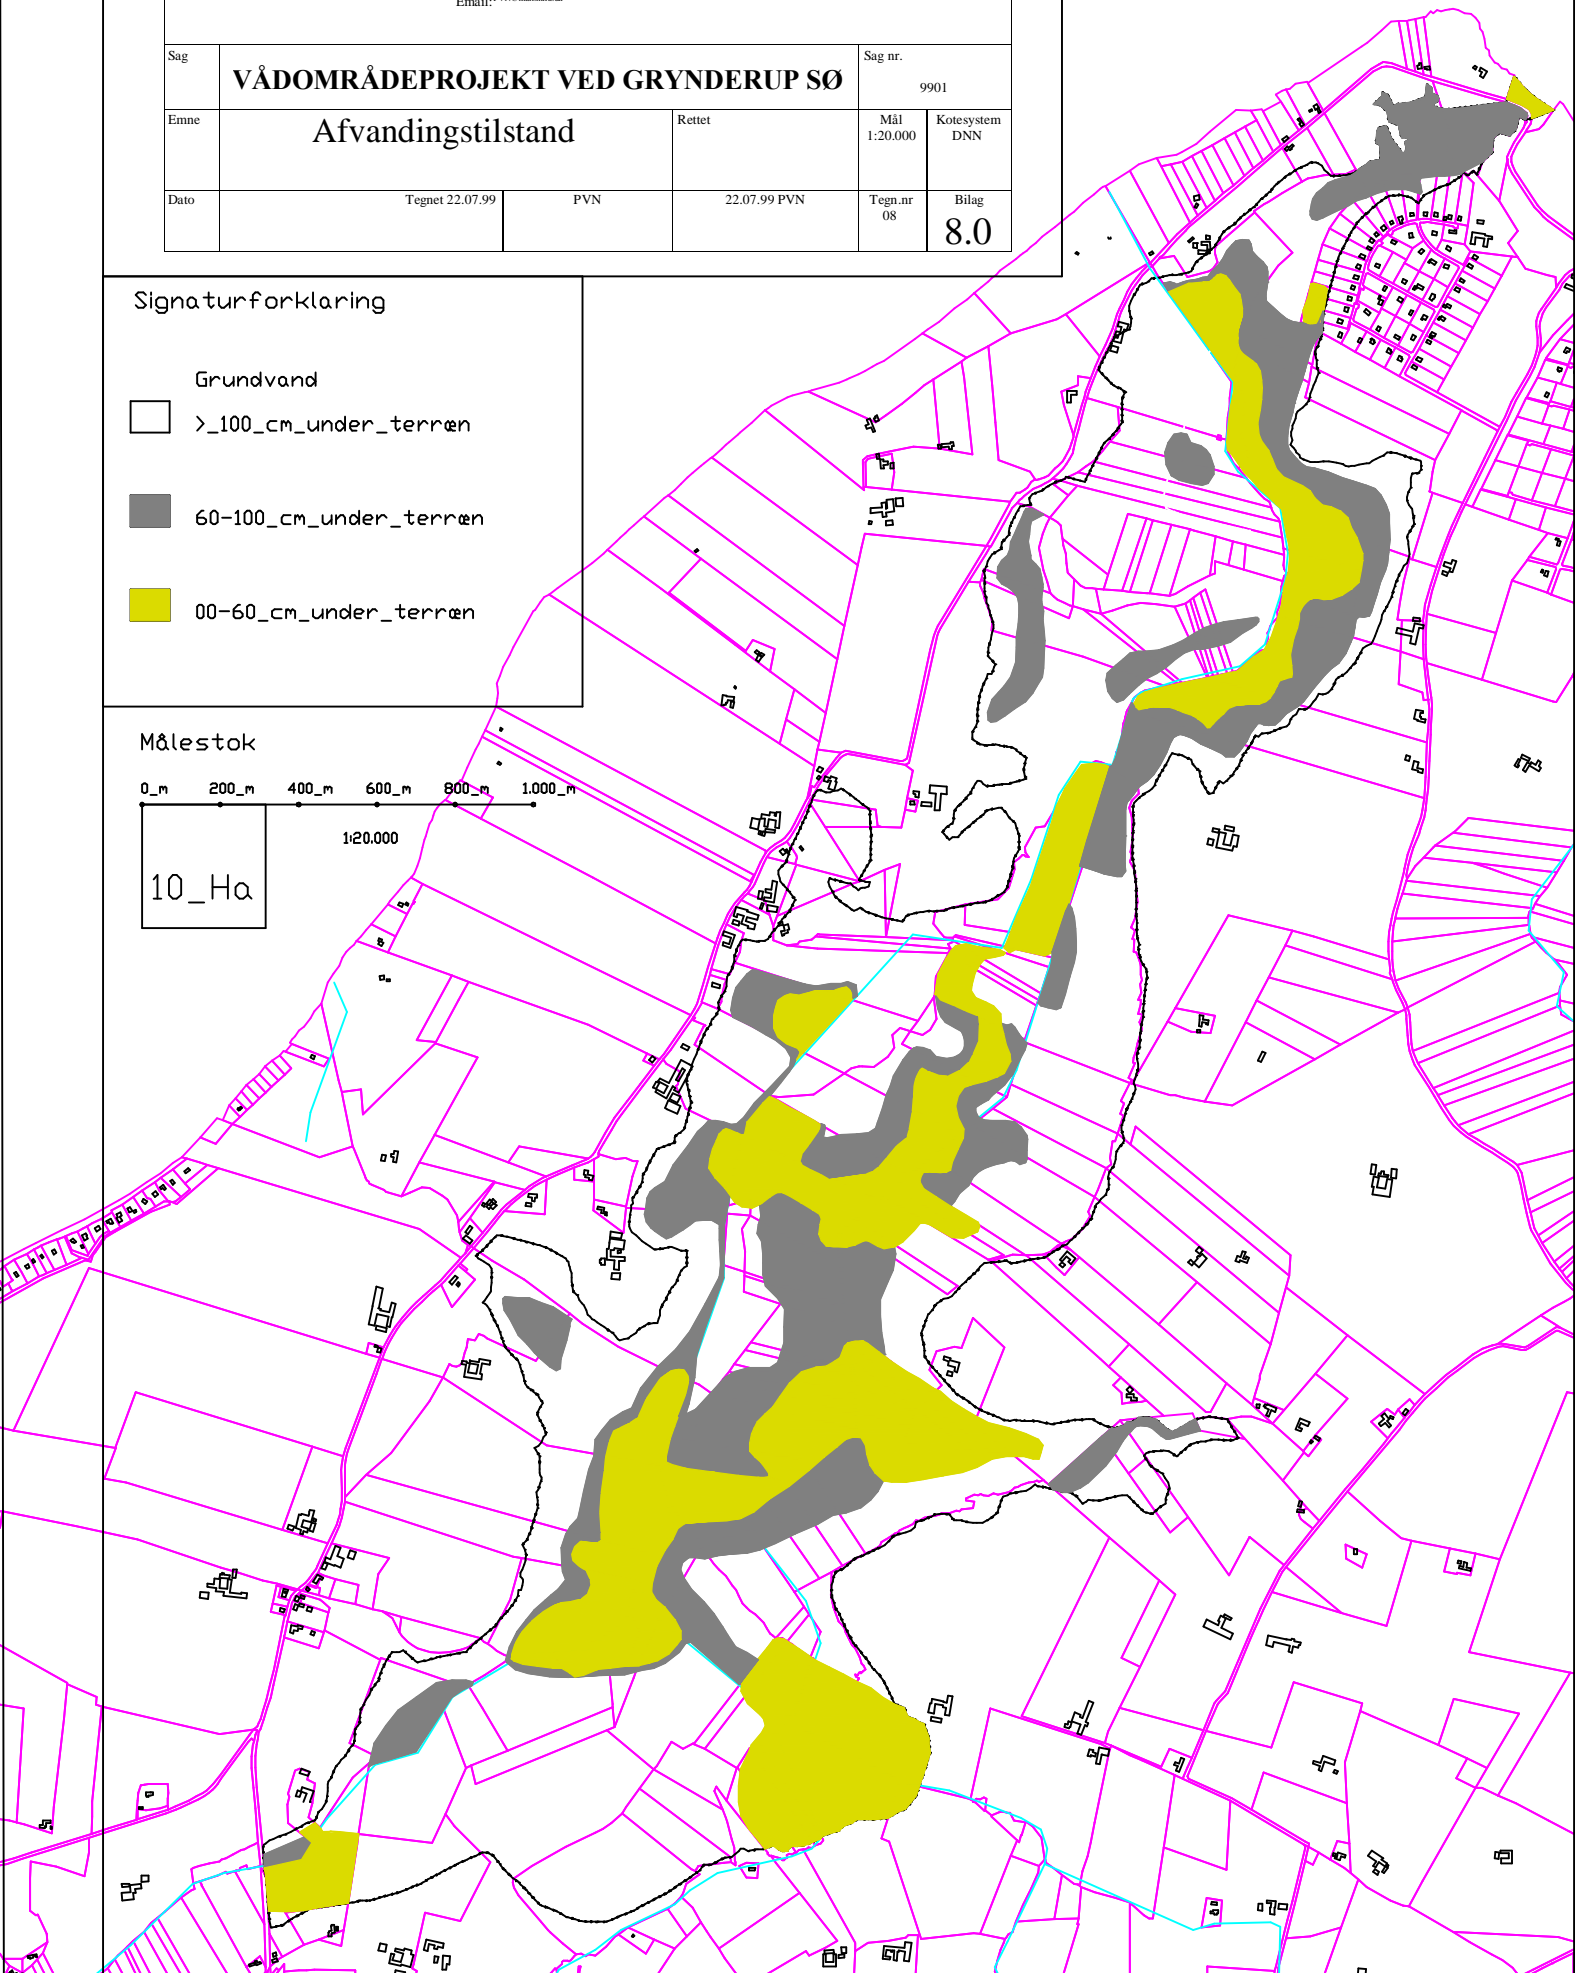 Email:
Sag
VÅDOMRÅDEPROJEKT VED GRYNDERUP SØ
Sag nr.
9901
Emne
Afvandingstilstand
Rettet
Mål
1:20.000
Kotesystem
DNN
Dato
Tegnet 22.07.99
PVN
22.07.99 PVN
Tegn.nr
08
Bilag
8.0
Signaturforklaring
Grundvand
>_100_cm_under_terræn
60-100_cm_under_terræn
00-60_cm_under_terræn
Målestok
0_m 200_m 400_m 600_m 800_m 1.000_m
1:20.000
10_Ha